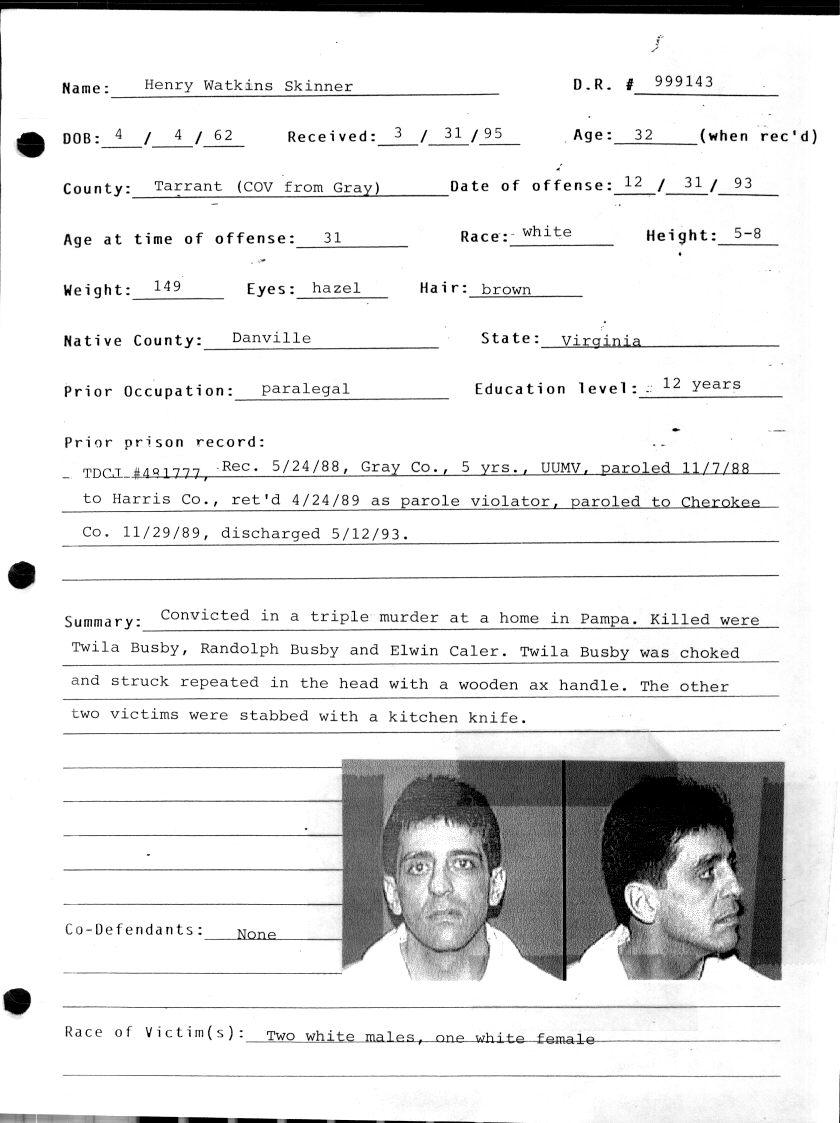 Name: Henry Watkins Skinner D.R. # 999143
DOB: 4 / 4 / 62 Received: 3 / 31 / 95 Age: 32 (when rec'd)
County: Tarrant (COV from Gray) Date of offense: 12 / 31 / 93
Age at time of offense: 31 Race: white Height: 5-8
Weight: 149 Eyes: hazel Hair: brown
Native County: Danville State: Virginia
Prior Occupation: paralegal Education level: 12 years
Prior prison record:
TDCJ #481777, Rec. 5/24/88, Gray Co., 5 yrs., UUMV, paroled 11/7/88
to Harris Co., ret'd 4/24/89 as parole violator, paroled to Cherokee
Co. 11/29/89, discharged 5/12/93.
Summary: Convicted in a triple murder at a home in Pampa. Killed were
Twila Busby, Randolph Busby and Elwin Caler. Twila Busby was choked
and struck repeated in the head with a wooden ax handle. The other
two victims were stabbed with a kitchen knife.
Co-Defendants: None
Race of Victim(s): Two white males, one white female